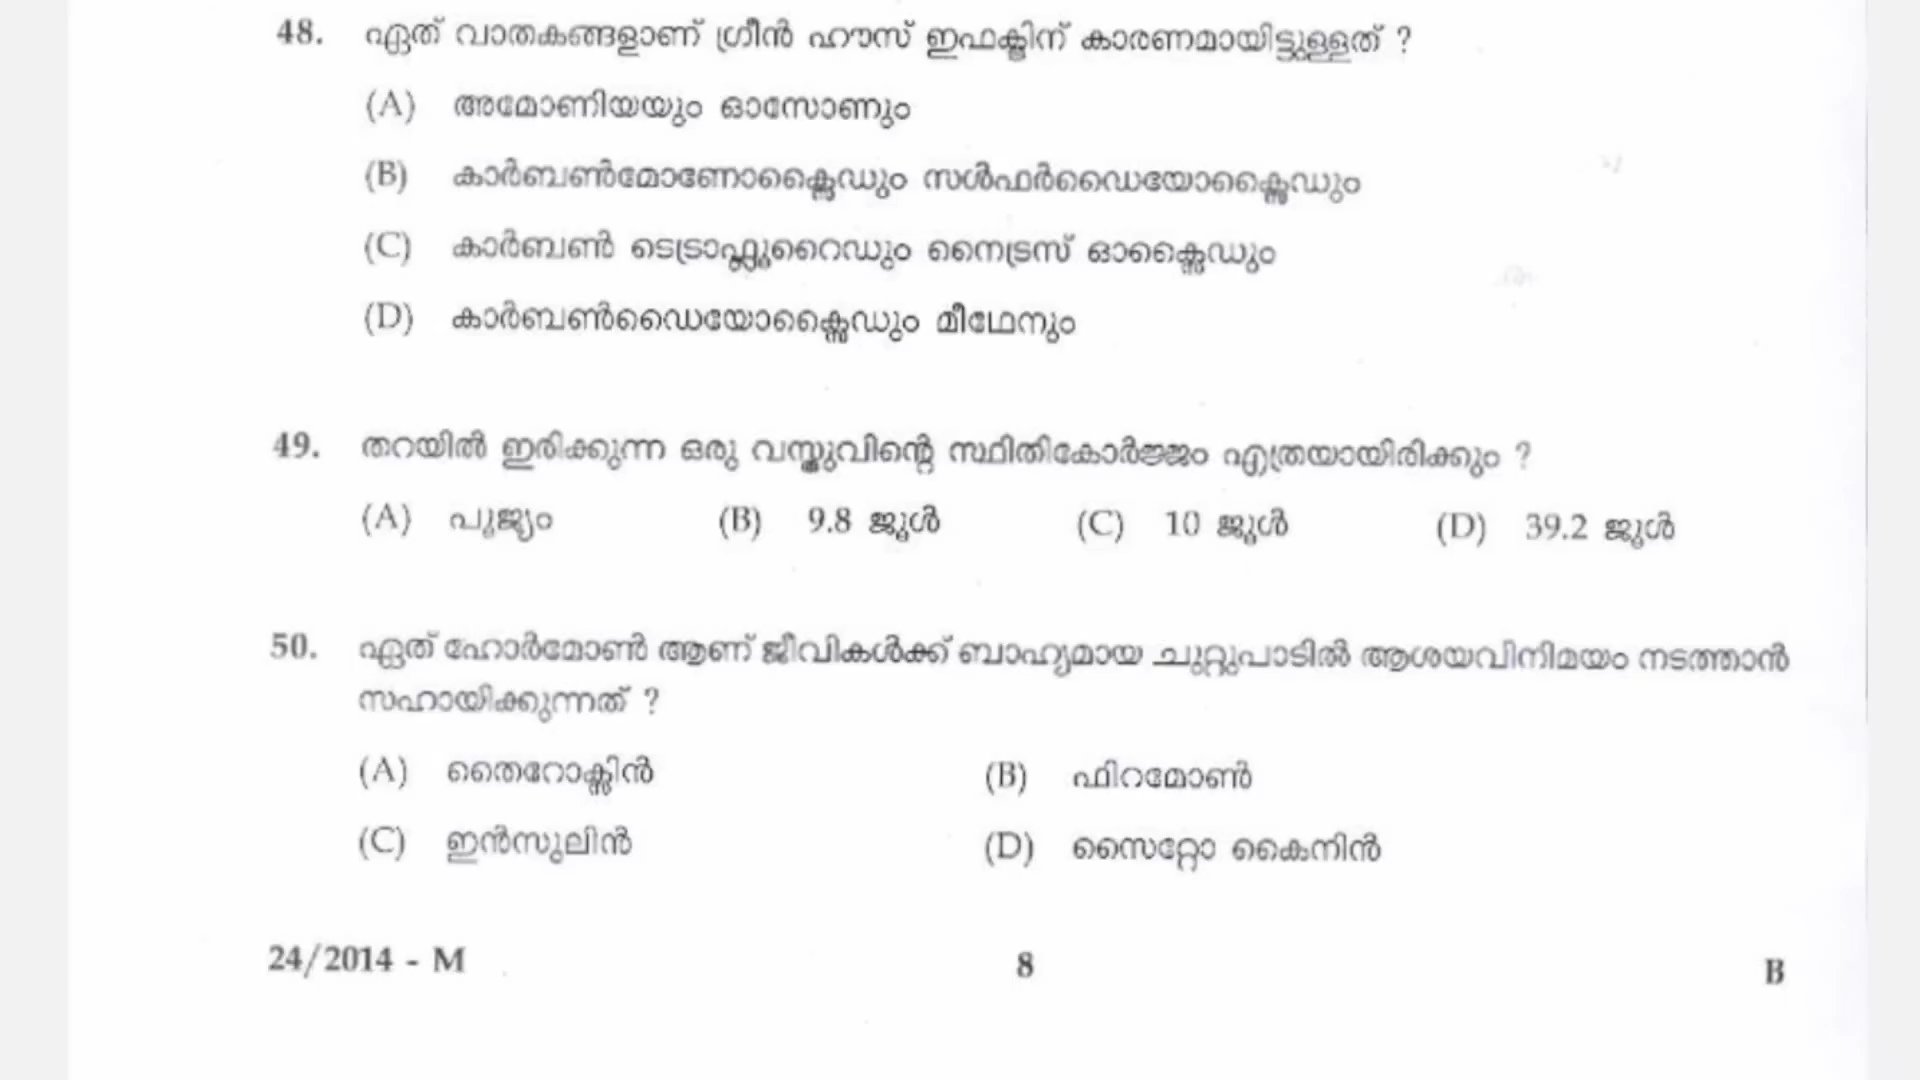 48. ഏത് വാതകങ്ങളാണ് ഗ്രീൻ ഹൗസ് ഇഫക്ടിന് കാരണമായിട്ടുള്ളത് ?
(A) അമോണിയയും ഓസോണും
(B) കാർബൺമോണോക്സൈഡും സൾഫർഡൈയോക്സൈഡും
(C) കാർബൺ ടെട്രാഫ്ലൂറൈഡും നൈട്രസ് ഓക്സൈഡും
(D) കാർബൺഡൈയോക്സൈഡും മീഥേനും
49. തറയിൽ ഇരിക്കുന്ന ഒരു വസ്തുവിന്റെ സ്ഥിതികോർജ്ജം എത്രയായിരിക്കും ?
(A) പൂജ്യം (B) 9.8 ജൂൾ (C) 10 ജൂൾ (D) 39.2 ജൂൾ
50. ഏത് ഹോർമോൺ ആണ് ജീവികൾക്ക് ബാഹ്യമായ ചുറ്റുപാടിൽ ആശയവിനിമയം നടത്താൻ
സഹായിക്കുന്നത് ?
(A) തൈറോക്സിൻ (B) ഫിറമോൺ
(C) ഇൻസുലിൻ (D) സൈറ്റോ കൈനിൻ
24/2014 - M 8 B